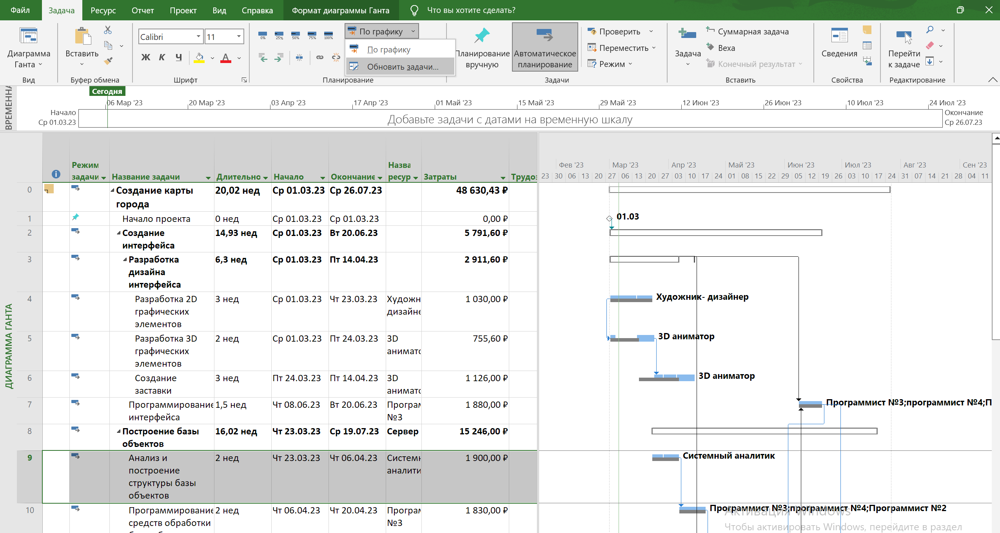 Файл Задача Ресурс Отчет Проект Вид Справка Формат диаграммы Ганта Что вы хотите сделать?
Диаграмма Ганта
Вид
Вставить
Буфер обмена
Calibri 11
Ж К Ч А
Шрифт
0% 25% 50% 75% 100%
По графику
По графику
Обновить задачи...
Планирование
Планирование вручную
Автоматическое планирование
Проверить
Переместить
Режим
Задачи
Задача
Суммарная задача
Веха
Конечный результат
Вставить
Сведения
Свойства
Перейти к задаче
Редактирование
ВРЕМЕННА
Сегодня
06 Мар '23 20 Мар '23 03 Апр '23 17 Апр '23 01 Май '23 15 Май '23 29 Май '23 12 Июн '23 26 Июн '23 10 Июл '23 24 Июл '23
Начало
Ср 01.03.23
Добавьте задачи с датами на временную шкалу
Окончание
Ср 26.07.23
ДИАГРАММА ГАНТА
Режим задачи Название задачи Длительно Начало Окончание Назва ресур Затраты Трудоз
Фев '23 Мар '23 Апр '23 Май '23 Июн '23 Июл '23 Авг '23 Сен '23
23 30 06 13 20 27 06 13 20 27 03 10 17 24 01 08 15 22 29 05 12 19 26 03 10 17 24 31 07 14 21 28 04 11
0 Создание карты города 20,02 нед Ср 01.03.23 Ср 26.07.23 48 630,43 ₽
1 Начало проекта 0 нед Ср 01.03.23 Ср 01.03.23 0,00 ₽
01.03
2 Создание интерфейса 14,93 нед Ср 01.03.23 Вт 20.06.23 5 791,60 ₽
3 Разработка дизайна интерфейса 6,3 нед Ср 01.03.23 Пт 14.04.23 2 911,60 ₽
4 Разработка 2D графических элементов 3 нед Ср 01.03.23 Чт 23.03.23 Художн дизайне 1 030,00 ₽
Художник- дизайнер
5 Разработка 3D графических элементов 2 нед Ср 01.03.23 Пт 24.03.23 3D анимато 755,60 ₽
3D аниматор
6 Создание заставки 3 нед Пт 24.03.23 Пт 14.04.23 3D анимато 1 126,00 ₽
3D аниматор
7 Программирование интерфейса 1,5 нед Чт 08.06.23 Вт 20.06.23 Програм №3 1 880,00 ₽
Программист №3;программист №4;П
8 Построение базы объектов 16,02 нед Чт 23.03.23 Ср 19.07.23 Сервер 15 246,00 ₽
9 Анализ и построение структуры базы объектов 2 нед Чт 23.03.23 Чт 06.04.23 Системн аналити 1 900,00 ₽
Системный аналитик
10 Программирование средств обработки 2 нед Чт 06.04.23 Чт 20.04.23 Програм №3 1 830,00 ₽
Программист №3;программист №4;Программист №2
Активация Windows
Чтобы активировать Windows, перейдите в раздел